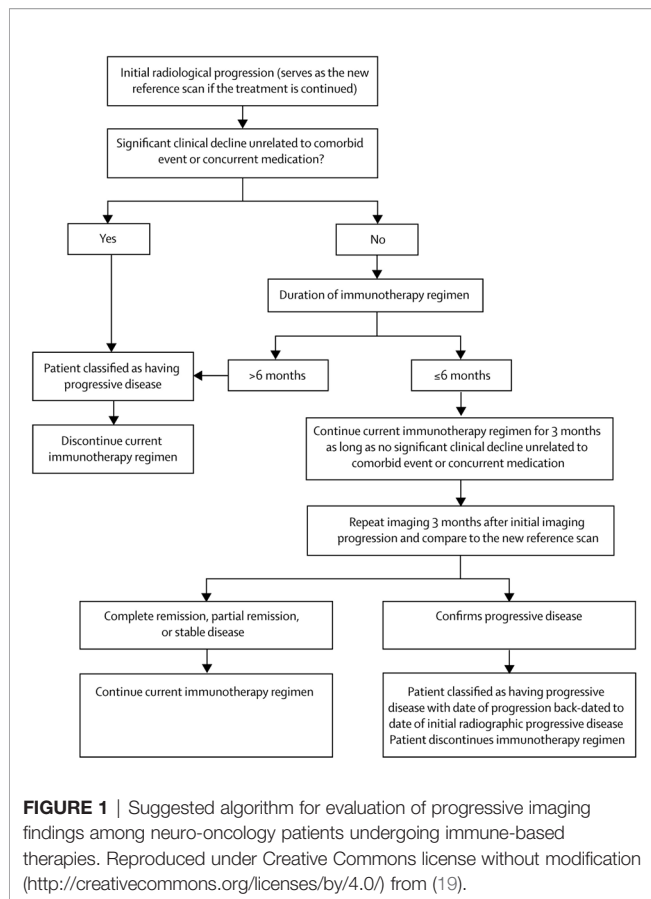 Initial radiological progression (serves as the new
reference scan if the treatment is continued)
Significant clinical decline unrelated to comorbid
event or concurrent medication?
Yes
No
Duration of immunotherapy regimen
Patient classified as having
progressive disease
>6 months
≤6 months
Discontinue current
immunotherapy regimen
Continue current immunotherapy regimen for 3 months
as long as no significant clinical decline unrelated to
comorbid event or concurrent medication
Repeat imaging 3 months after initial imaging
progression and compare to the new reference scan
Complete remission, partial remission,
or stable disease
Confirms progressive disease
Continue current immunotherapy regimen
Patient classified as having progressive
disease with date of progression back-dated to
date of initial radiographic progressive disease
Patient discontinues immunotherapy regimen
FIGURE 1 | Suggested algorithm for evaluation of progressive imaging
findings among neuro-oncology patients undergoing immune-based
therapies. Reproduced under Creative Commons license without modification
(http://creativecommons.org/licenses/by/4.0/) from (19).